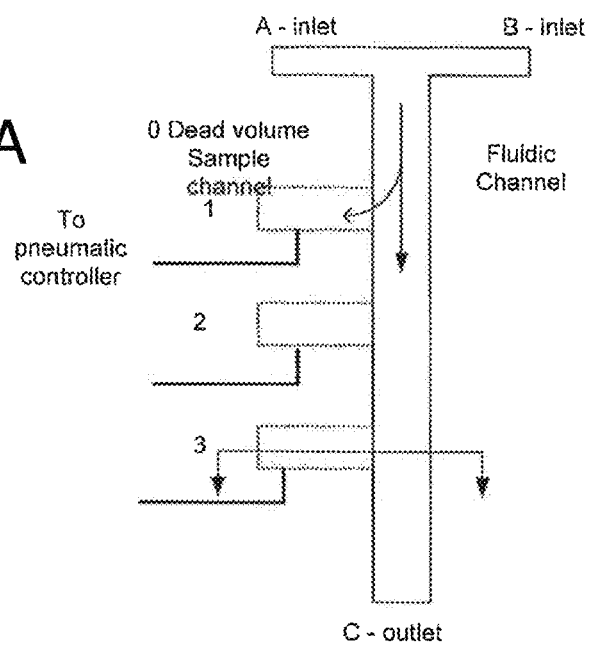 A - inlet
B - inlet
A
0 Dead volume
Sample
channel
1
Fluidic
Channel
To
pneumatic
controller
2
3
C - outlet